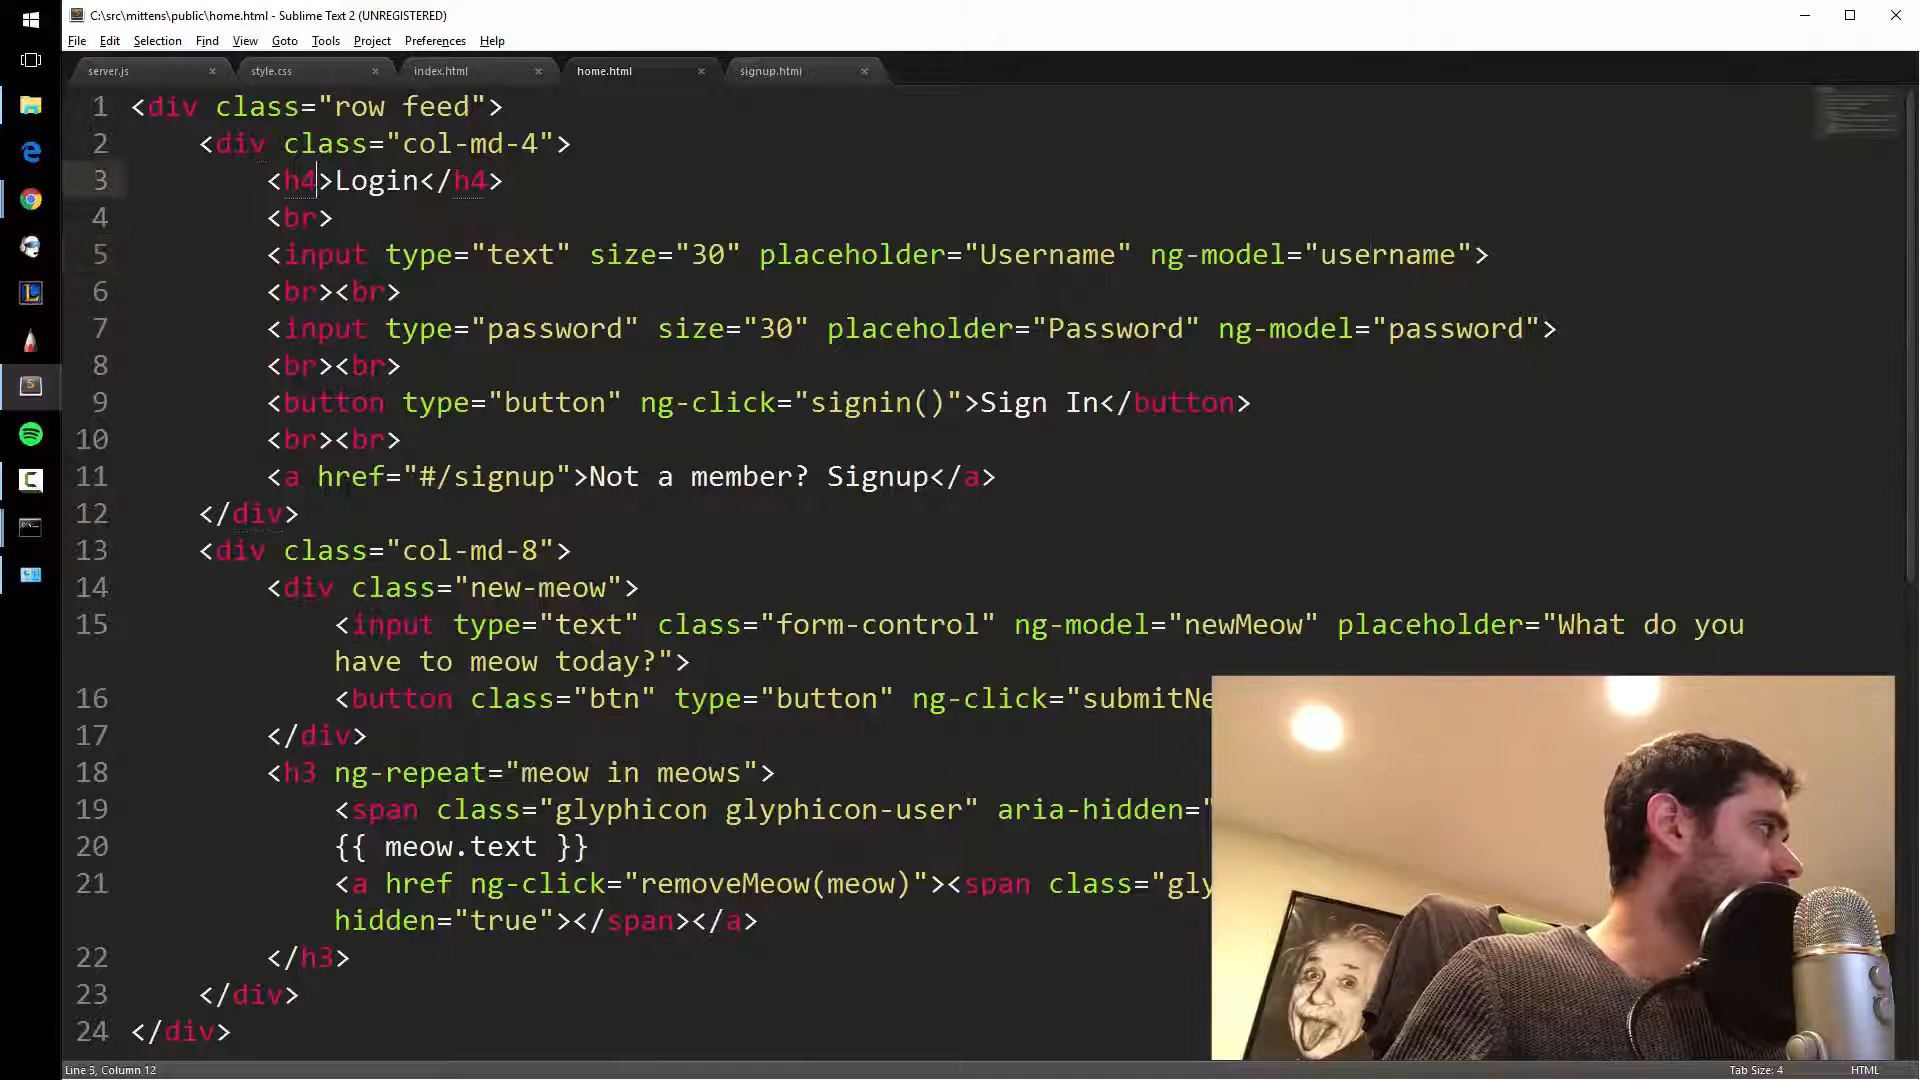 C:\src\mittens\public\home.html - Sublime Text 2 (UNREGISTERED)
File Edit Selection Find View Goto Tools Project Preferences Help
server.js style.css index.html home.html signup.html
1 <div class="row feed">
2 <div class="col-md-4">
3 <h4>Login</h4>
4 <br>
5 <input type="text" size="30" placeholder="Username" ng-model="username">
6 <br><br>
7 <input type="password" size="30" placeholder="Password" ng-model="password">
8 <br><br>
9 <button type="button" ng-click="signin()">Sign In</button>
10 <br><br>
11 <a href="#/signup">Not a member? Signup</a>
12 </div>
13 <div class="col-md-8">
14 <div class="new-meow">
15 <input type="text" class="form-control" ng-model="newMeow" placeholder="What do you
have to meow today?">
16 <button class="btn" type="button" ng-click="submitNe
17 </div>
18 <h3 ng-repeat="meow in meows">
19 <span class="glyphicon glyphicon-user" aria-hidden="
20 {{ meow.text }}
21 <a href ng-click="removeMeow(meow)"><span class="gly
hidden="true"></span></a>
22 </h3>
23 </div>
24 </div>
Line 3, Column 12
Tab Size: 4
HTML